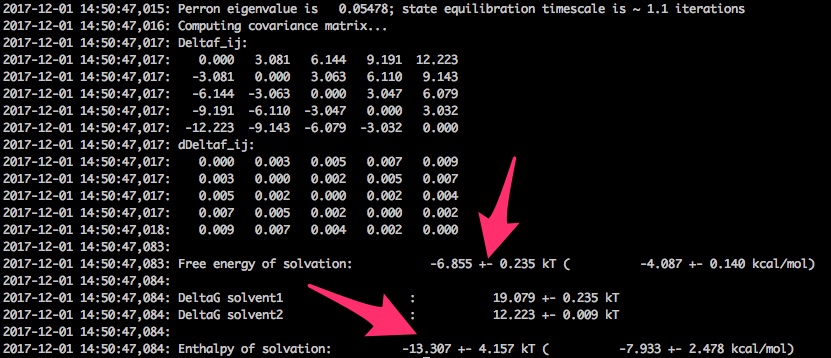 2017-12-01 14:50:47,015: Perron eigenvalue is   0.05478; state equilibration timescale is ~ 1.1 iterations
2017-12-01 14:50:47,016: Computing covariance matrix...
2017-12-01 14:50:47,017: Deltaf_ij:
2017-12-01 14:50:47,017:    0.000    3.081    6.144    9.191   12.223
2017-12-01 14:50:47,017:   -3.081    0.000    3.063    6.110    9.143
2017-12-01 14:50:47,017:   -6.144   -3.063    0.000    3.047    6.079
2017-12-01 14:50:47,017:   -9.191   -6.110   -3.047    0.000    3.032
2017-12-01 14:50:47,017:  -12.223   -9.143   -6.079   -3.032    0.000
2017-12-01 14:50:47,017: dDeltaf_ij:
2017-12-01 14:50:47,017:    0.000    0.003    0.005    0.007    0.009
2017-12-01 14:50:47,017:    0.003    0.000    0.002    0.005    0.007
2017-12-01 14:50:47,017:    0.005    0.002    0.000    0.002    0.004
2017-12-01 14:50:47,017:    0.007    0.005    0.002    0.000    0.002
2017-12-01 14:50:47,018:    0.009    0.007    0.004    0.002    0.000
2017-12-01 14:50:47,083:
2017-12-01 14:50:47,083: Free energy of solvation:           -6.855 +- 0.235 kT (          -4.087 +- 0.140 kcal/mol)
2017-12-01 14:50:47,084:
2017-12-01 14:50:47,084: DeltaG solvent1                 :           19.079 +- 0.235 kT
2017-12-01 14:50:47,084: DeltaG solvent2                 :           12.223 +- 0.009 kT
2017-12-01 14:50:47,084:
2017-12-01 14:50:47,084: Enthalpy of solvation:          -13.307 +- 4.157 kT (          -7.933 +- 2.478 kcal/mol)